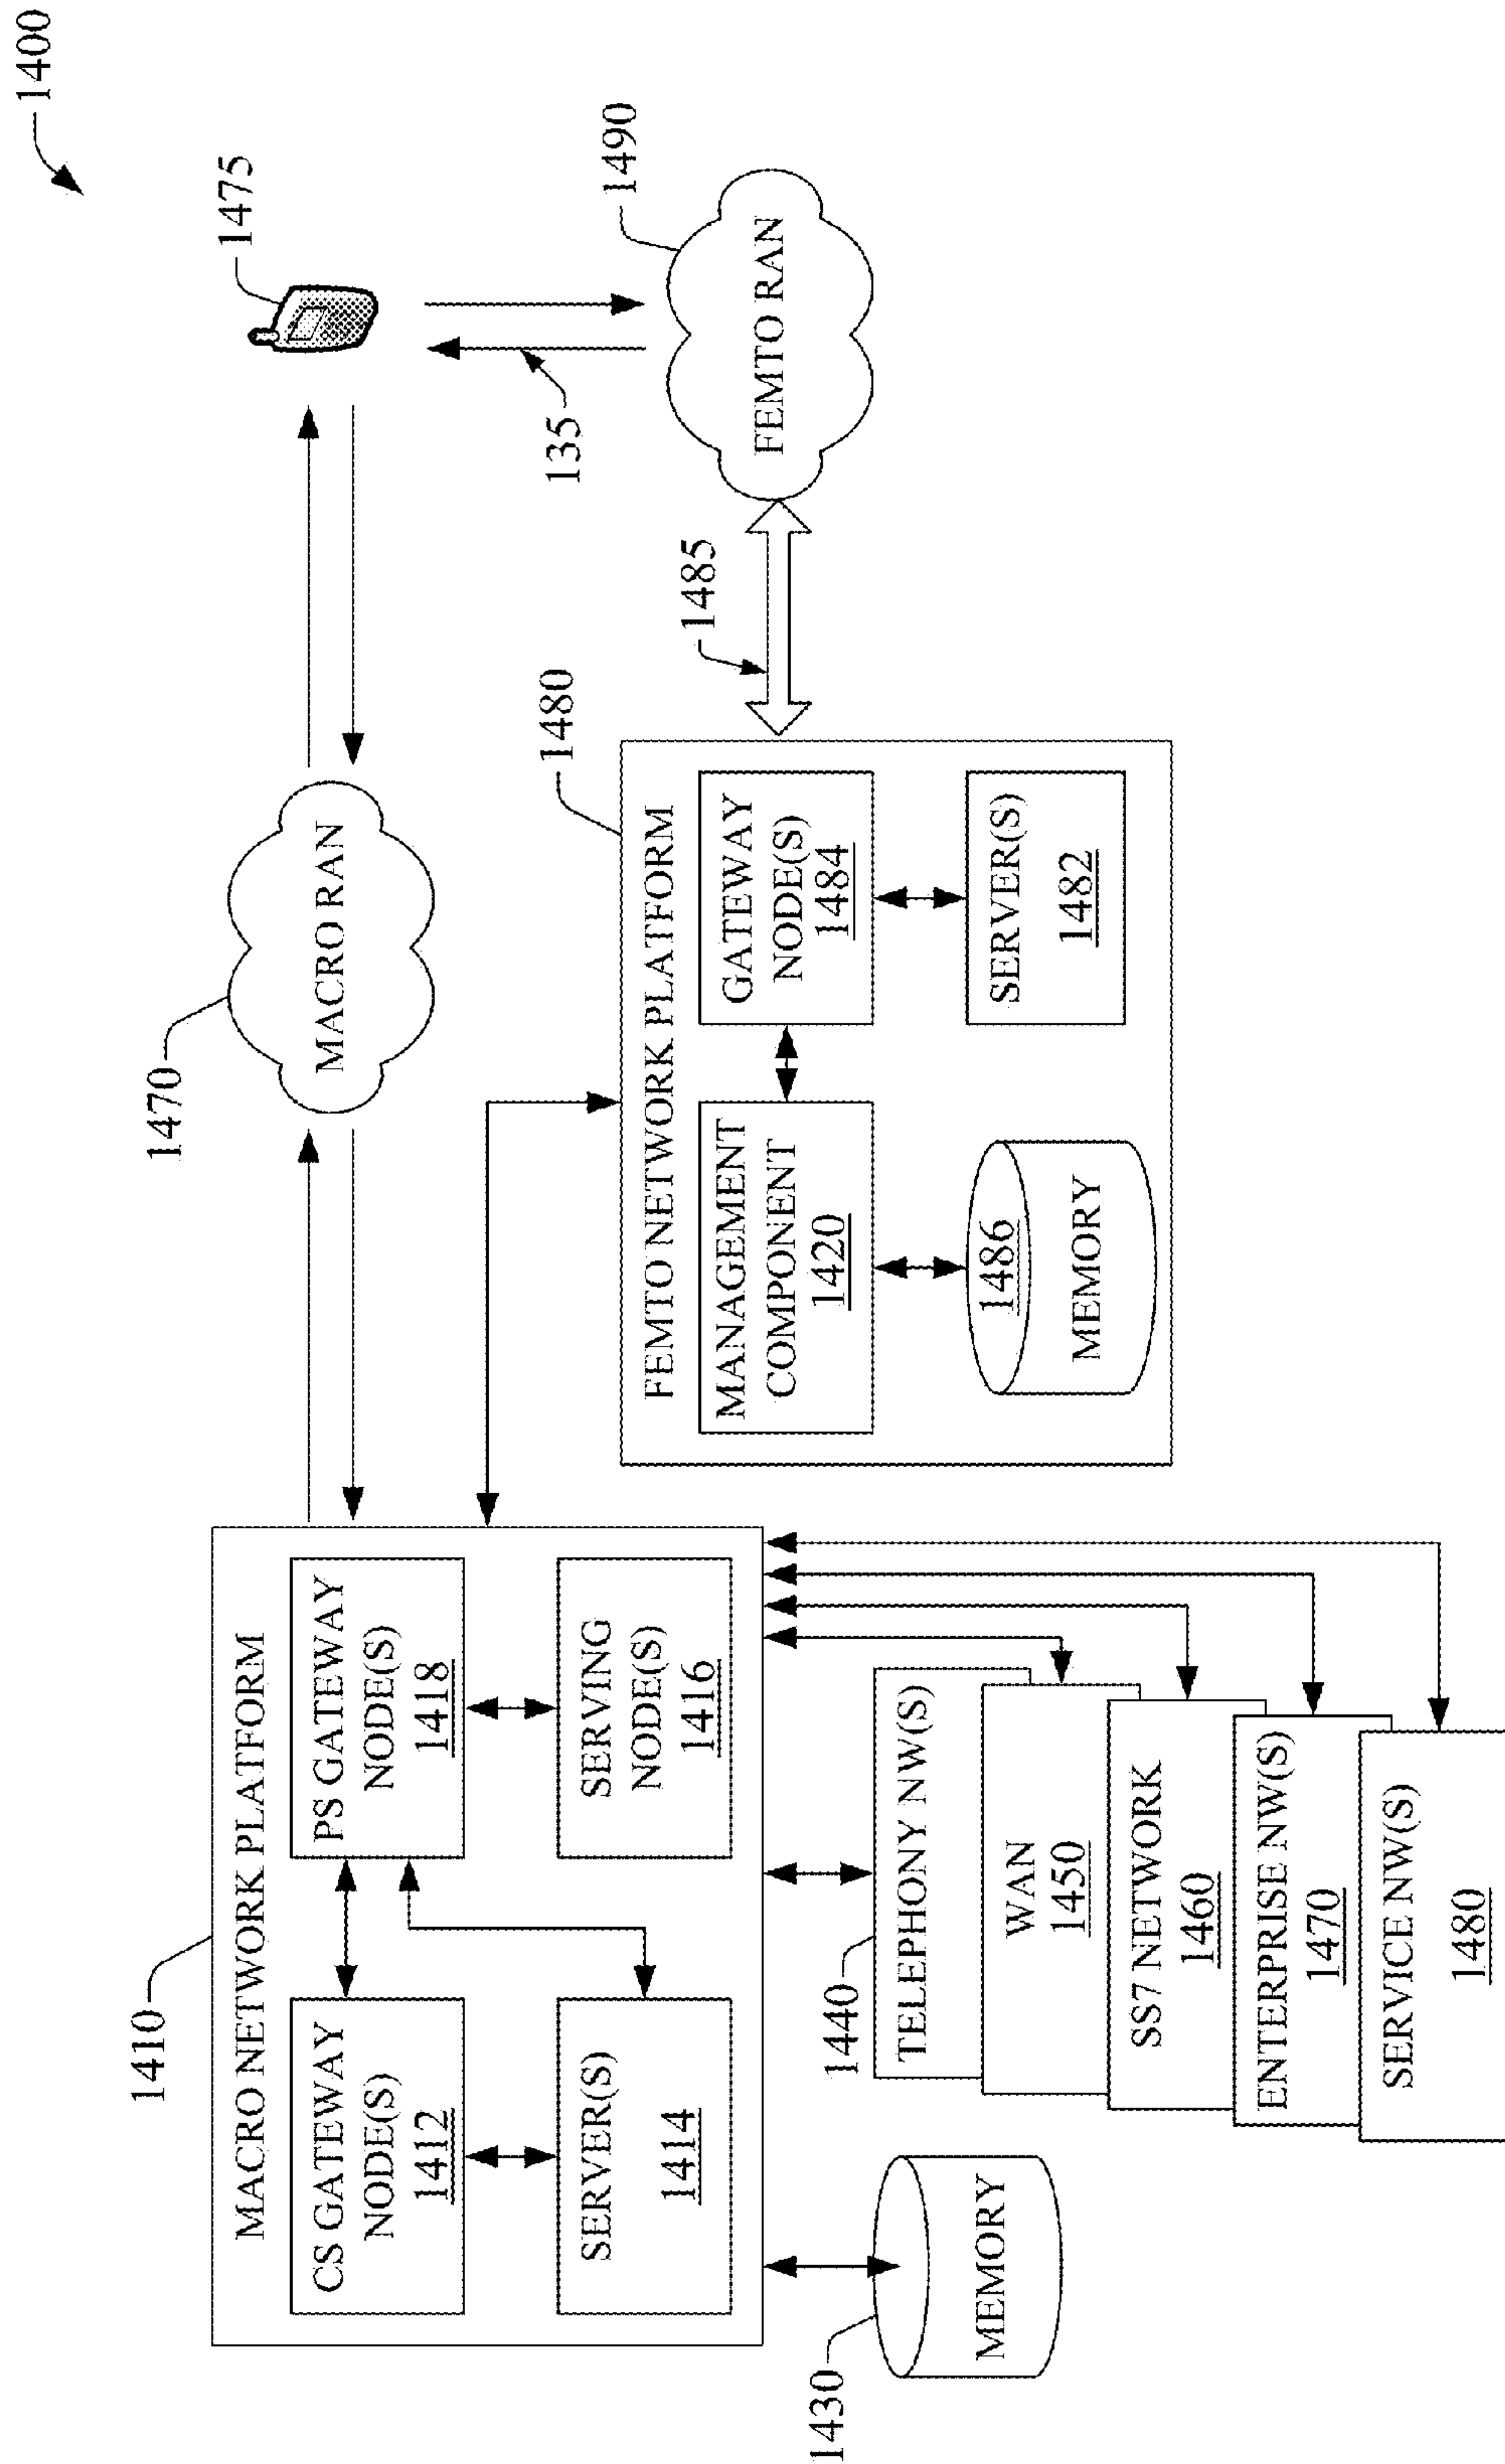 1400
1410
MACRO NETWORK PLATFORM
CS GATEWAY
NODE(S)
1412
PS GATEWAY
NODE(S)
1418
SERVER(S)
1414
SERVING
NODE(S)
1416
1470
MACRO RAN
1475
135
1430
MEMORY
1440
TELEPHONY NW(S)
WAN
1450
SS7 NETWORK
1460
ENTERPRISE NW(S)
1470
SERVICE NW(S)
1480
1480
FEMTO NETWORK PLATFORM
MANAGEMENT
COMPONENT
1420
GATEWAY
NODE(S)
1484
1486
MEMORY
SERVER(S)
1482
1485
1490
FEMTO RAN